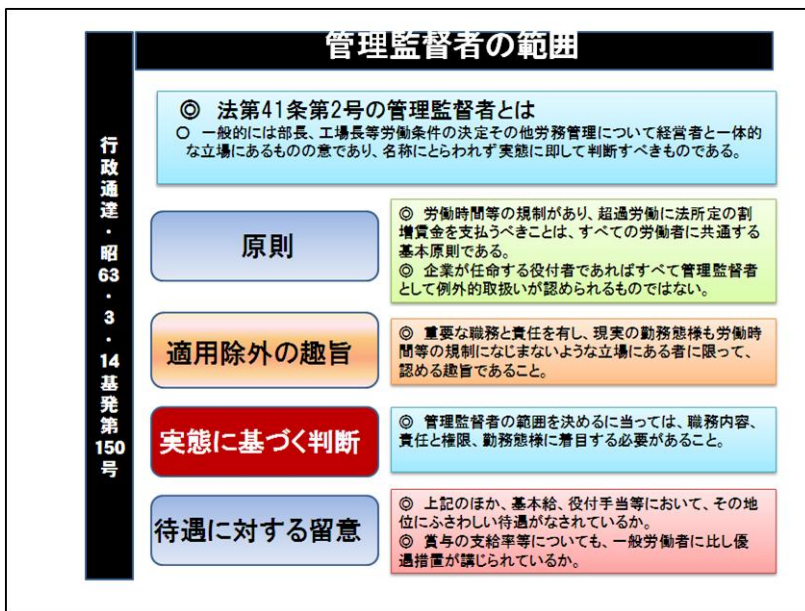 管理監督者の範囲
行政通達・昭63・3・14基発第150号
◎ 法第41条第2号の管理監督者とは
○ 一般的には部長、工場長等労働条件の決定その他労務管理について経営者と一体的
な立場にあるものの意であり、名称にとらわれず実態に即して判断すべきものである。
原則
◎ 労働時間等の規制があり、超過労働に法所定の割
増賃金を支払うべきことは、すべての労働者に共通する
基本原則である。
◎ 企業が任命する役付者であればすべて管理監督者
として例外的取扱いが認められるものではない。
適用除外の趣旨
◎ 重要な職務と責任を有し、現実の勤務態様も労働時
間等の規制になじまないような立場にある者に限って、
認める趣旨であること。
実態に基づく判断
◎ 管理監督者の範囲を決めるに当っては、職務内容、
責任と権限、勤務態様に着目する必要があること。
待遇に対する留意
◎ 上記のほか、基本給、役付手当等において、その地
位にふさわしい待遇がなされているか。
◎ 賞与の支給率等についても、一般労働者に比し優
遇措置が講じられているか。